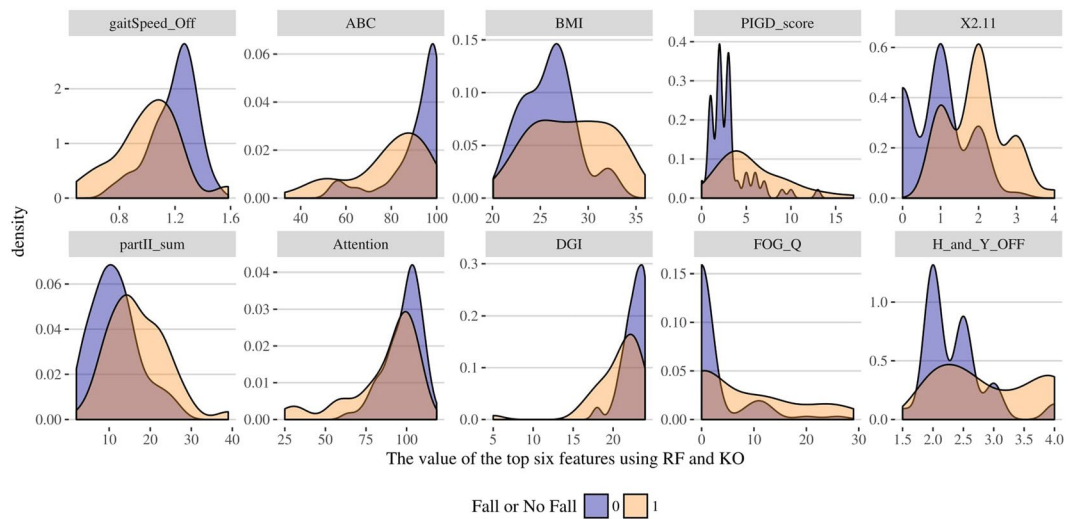 gaitSpeed_Off ABC BMI PIGD_score X2.11
2 1 0
0.06 0.04 0.02 0.00
0.15 0.10 0.05 0.00
0.4 0.3 0.2 0.1 0.0
0.6 0.4 0.2 0.0
0.8 1.2 1.6 40 60 80 100 20 25 30 35 0 5 10 15 0 1 2 3 4
density
partII_sum Attention DGI FOG_Q H_and_Y_OFF
0.06 0.04 0.02 0.00
0.04 0.03 0.02 0.01 0.00
0.3 0.2 0.1 0.0
0.15 0.10 0.05 0.00
1.0 0.5 0.0
10 20 30 40 25 50 75 100 5 10 15 20 0 10 20 30 1.5 2.0 2.5 3.0 3.5 4.0
The value of the top six features using RF and KO
Fall or No Fall 0 1